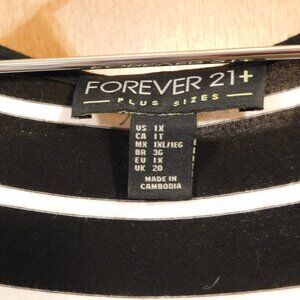 FOREVER 21+
PLUS SIZES
US 1X
CA 1T
MX 1XL/1EG
BR 3G
EU 1X
UK 20
MADE IN
CAMBODIA